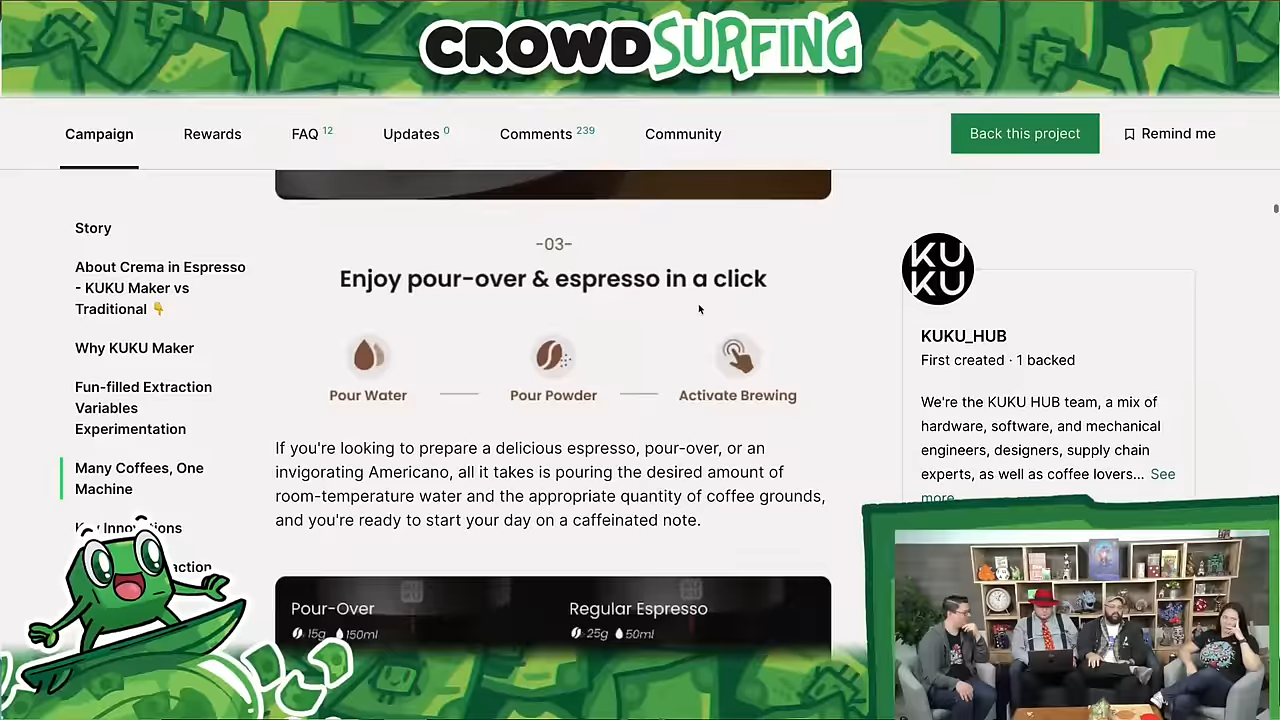 CROWDSURFING
Campaign
Rewards
FAQ 12
Updates 0
Comments 239
Community
Back this project
Remind me
Story
About Crema in Espresso
- KUKU Maker vs
Traditional 👇
Why KUKU Maker
Fun-filled Extraction
Variables
Experimentation
Many Coffees, One
Machine
-03-
Enjoy pour-over & espresso in a click
Pour Water
Pour Powder
Activate Brewing
If you're looking to prepare a delicious espresso, pour-over, or an
invigorating Americano, all it takes is pouring the desired amount of
room-temperature water and the appropriate quantity of coffee grounds,
and you're ready to start your day on a caffeinated note.
Pour-Over
15g 150ml
Regular Espresso
25g 50ml
KU
KU
KUKU_HUB
First created · 1 backed
We're the KUKU HUB team, a mix of
hardware, software, and mechanical
engineers, designers, supply chain
experts, as well as coffee lovers... See
more